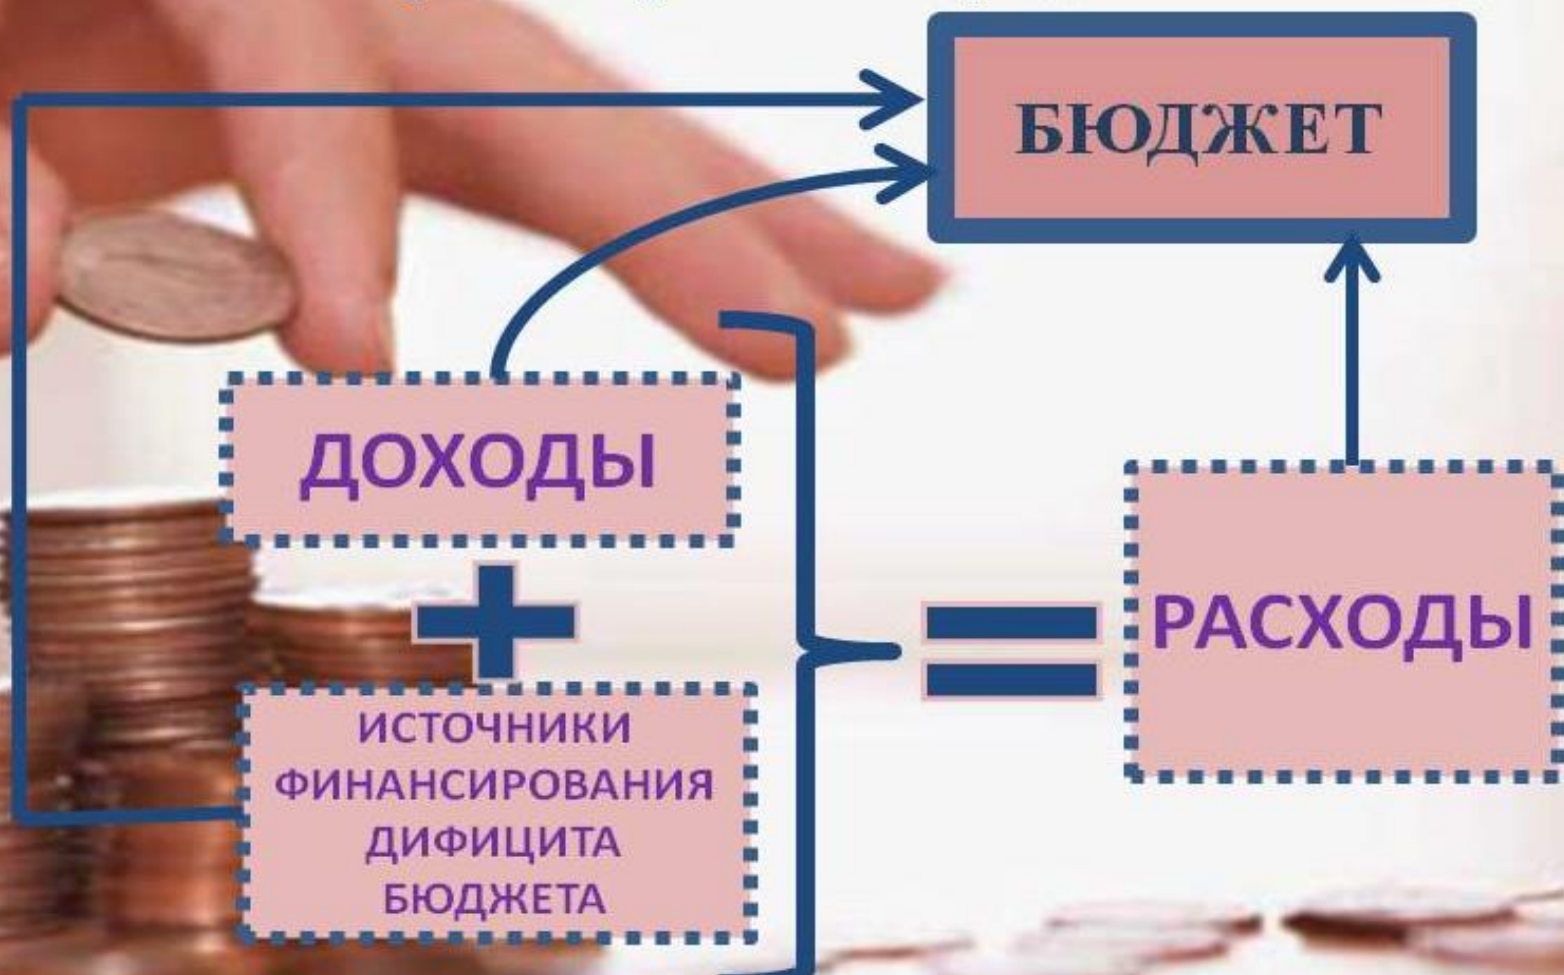 БЮДЖЕТ
ДОХОДЫ
РАСХОДЫ
ИСТОЧНИКИ
ФИНАНСИРОВАНИЯ
ДИФИЦИТА
БЮДЖЕТА